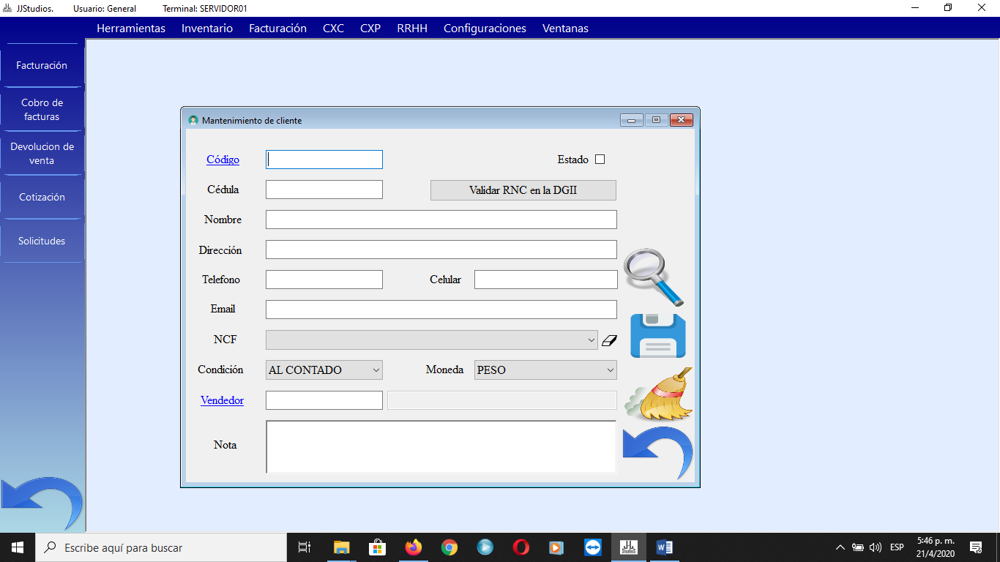 JJStudios. Usuario: General Terminal: SERVIDOR01
Herramientas Inventario Facturación CXC CXP RRHH Configuraciones Ventanas
Facturación
Cobro de
facturas
Devolucion de
venta
Cotización
Solicitudes
Mantenimiento de cliente
Código Estado
Cédula Validar RNC en la DGII
Nombre
Dirección
Telefono Celular
Email
NCF
Condición AL CONTADO Moneda PESO
Vendedor
Nota
Escribe aquí para buscar
ESP
5:46 p. m.
21/4/2020